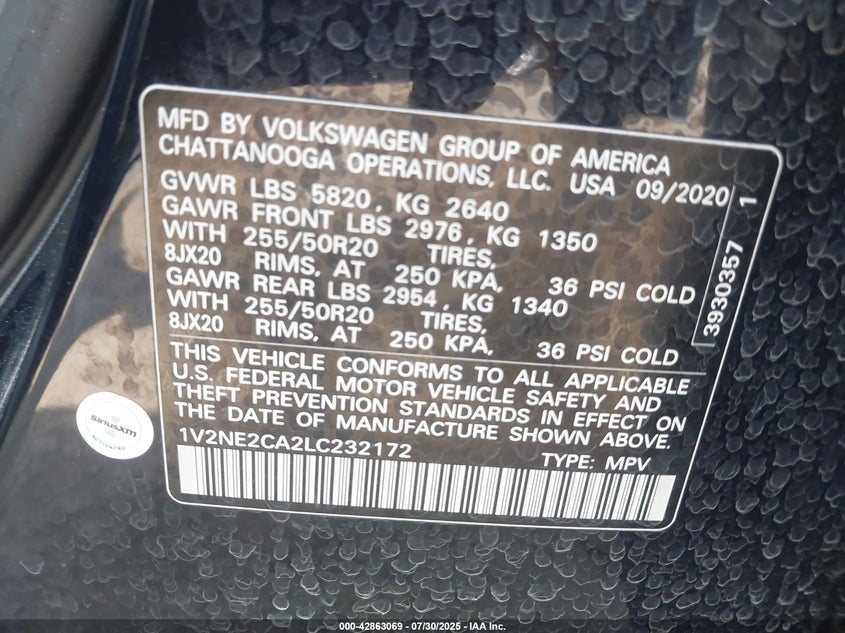 MFD BY VOLKSWAGEN GROUP OF AMERICA
CHATTANOOGA OPERATIONS, LLC. USA 09/2020
GVWR LBS 5820, KG 2640
GAWR FRONT LBS 2976, KG 1350
WITH 255/50R20 TIRES,
8JX20 RIMS, AT 250 KPA, 36 PSI COLD
GAWR REAR LBS 2954, KG 1340
WITH 255/50R20 TIRES,
8JX20 RIMS, AT 250 KPA, 36 PSI COLD
THIS VEHICLE CONFORMS TO ALL APPLICABLE
U.S. FEDERAL MOTOR VEHICLE SAFETY AND
THEFT PREVENTION STANDARDS IN EFFECT ON
THE DATE OF MANUFACTURE SHOWN ABOVE.
1V2NE2CA2LC232172 TYPE: MPV
3930357 1
siriusxm
000-42863069 - 07/30/2025 - IAA Inc.